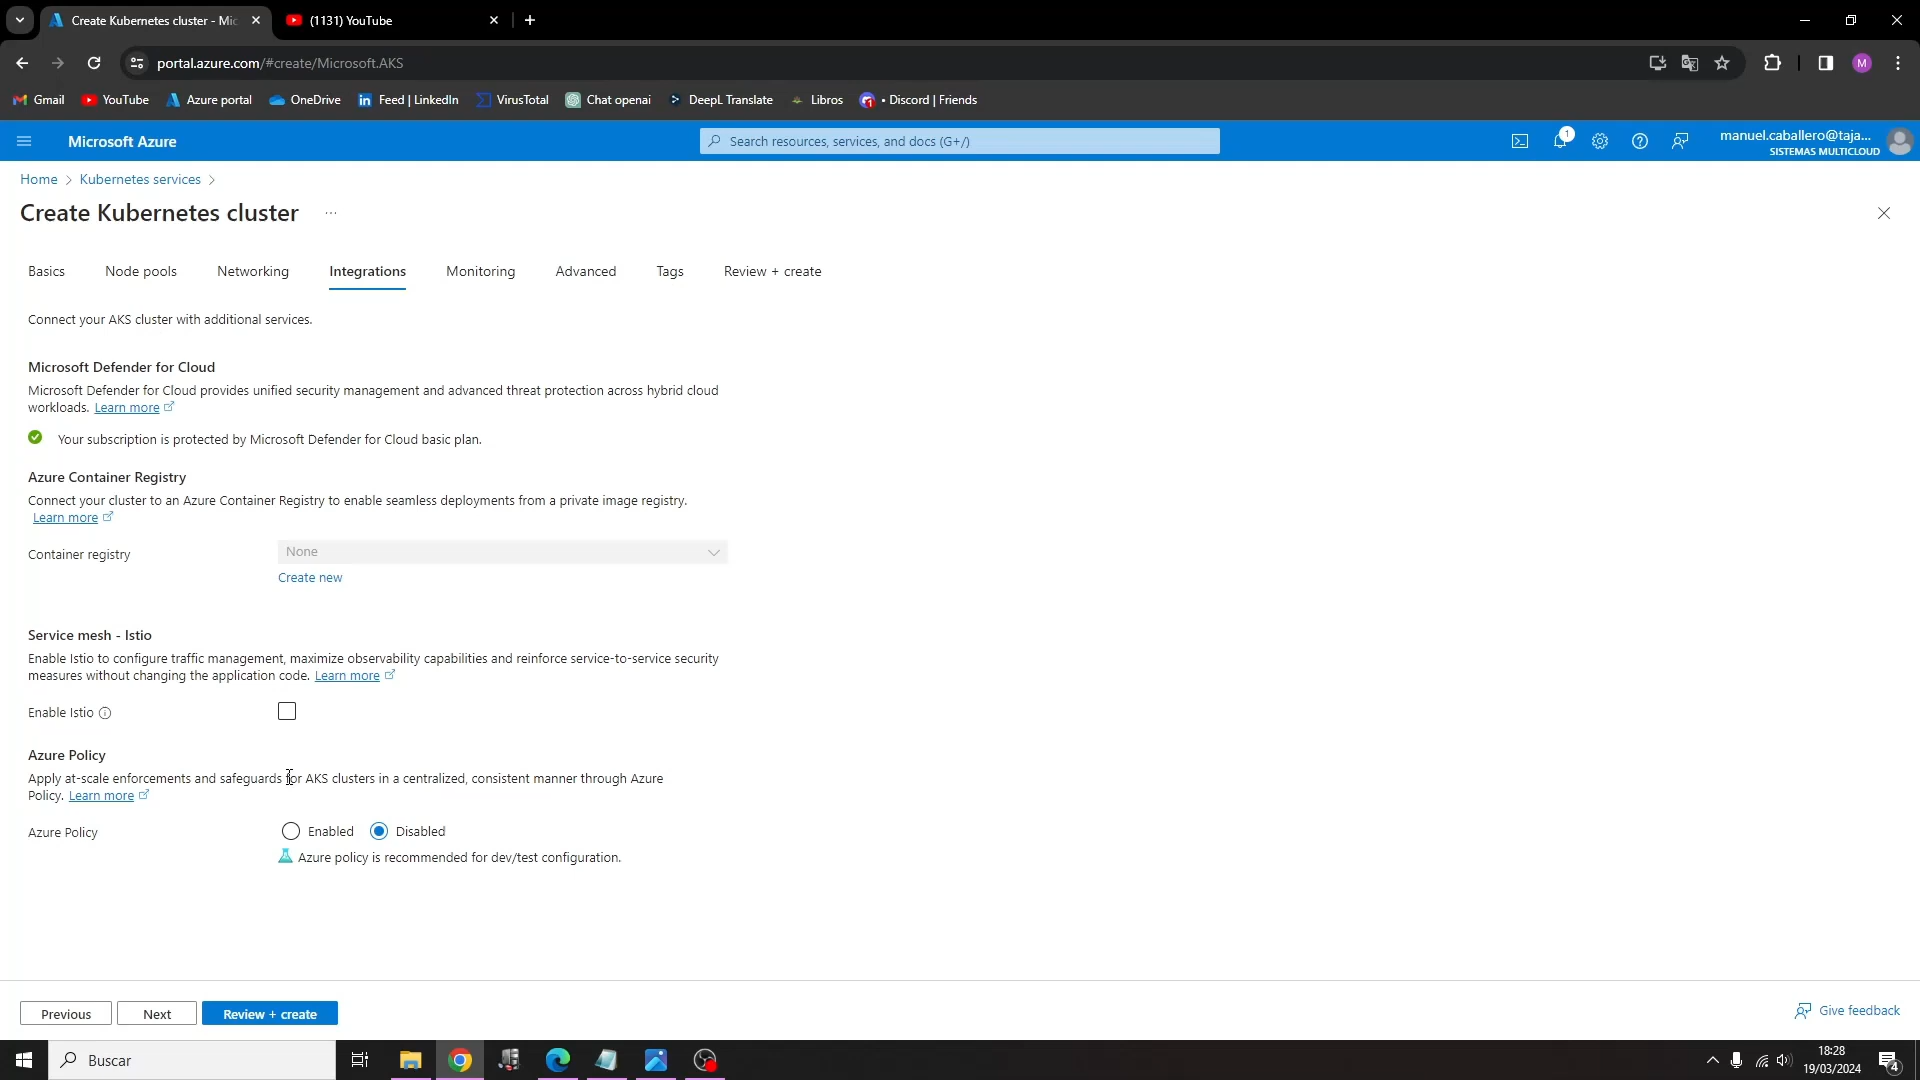 Create Kubernetes cluster - Mic
(1131) YouTube
portal.azure.com/#create/Microsoft.AKS
M
Gmail
YouTube
Azure portal
OneDrive
Feed | LinkedIn
VirusTotal
Chat openai
DeepL Translate
Libros
• Discord | Friends
Microsoft Azure
Search resources, services, and docs (G+/)
1
manuel.caballero@taja...
SISTEMAS MULTICLOUD
Home > Kubernetes services >
Create Kubernetes cluster ...
Basics
Node pools
Networking
Integrations
Monitoring
Advanced
Tags
Review + create
Connect your AKS cluster with additional services.
Microsoft Defender for Cloud
Microsoft Defender for Cloud provides unified security management and advanced threat protection across hybrid cloud
workloads. Learn more
Your subscription is protected by Microsoft Defender for Cloud basic plan.
Azure Container Registry
Connect your cluster to an Azure Container Registry to enable seamless deployments from a private image registry.
Learn more
Container registry
None
Create new
Service mesh - Istio
Enable Istio to configure traffic management, maximize observability capabilities and reinforce service-to-service security
measures without changing the application code. Learn more
Enable Istio
Azure Policy
Apply at-scale enforcements and safeguards for AKS clusters in a centralized, consistent manner through Azure
Policy. Learn more
Azure Policy
Enabled
Disabled
Azure policy is recommended for dev/test configuration.
Previous
Next
Review + create
Give feedback
Buscar
18:28
19/03/2024
4